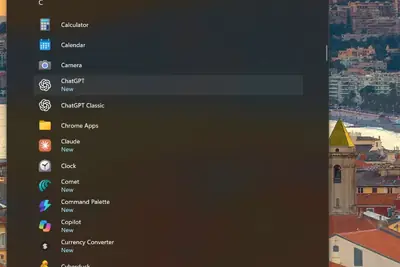 C
Calculator
Calendar
Camera
ChatGPT
New
ChatGPT Classic
Chrome Apps
Claude
New
Clock
Comet
New
Command Palette
New
Copilot
New
Currency Converter
New
Cyberduck